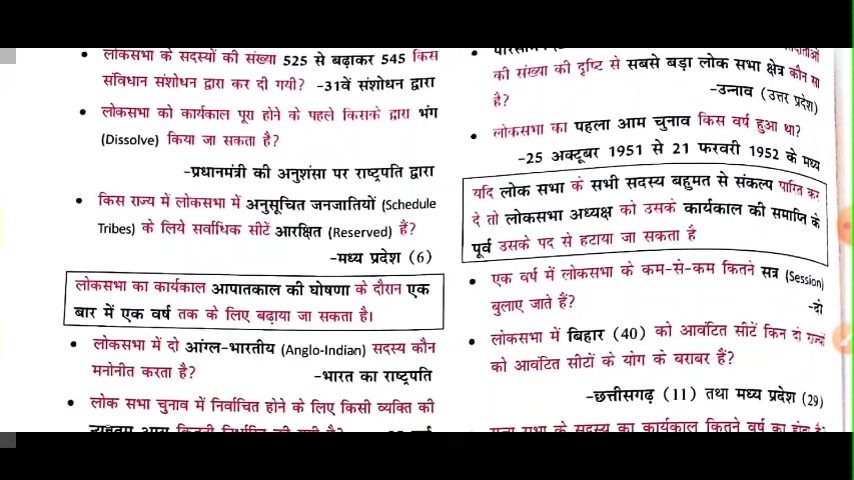 • लोकसभा के सदस्यों की संख्या 525 से बढ़ाकर 545 किस
संविधान संशोधन द्वारा कर दी गयी? -31वें संशोधन द्वारा
• लोकसभा को कार्यकाल पूरा होने के पहले किसके द्वारा भंग
(Dissolve) किया जा सकता है?
-प्रधानमंत्री की अनुशंसा पर राष्ट्रपति द्वारा
• किस राज्य में लोकसभा में अनुसूचित जनजातियों (Schedule
Tribes) के लिये सर्वाधिक सीटें आरक्षित (Reserved) हैं?
-मध्य प्रदेश (6)
लोकसभा का कार्यकाल आपातकाल की घोषणा के दौरान एक
बार में एक वर्ष तक के लिए बढ़ाया जा सकता है।
• लोकसभा में दो आंग्ल-भारतीय (Anglo-Indian) सदस्य कौन
मनोनीत करता है? -भारत का राष्ट्रपति
• लोक सभा चुनाव में निर्वाचित होने के लिए किसी व्यक्ति की
की संख्या की दृष्टि से सबसे बड़ा लोक सभा क्षेत्र कौन सा
है? -उन्नाव (उत्तर प्रदेश)
• लोकसभा का पहला आम चुनाव किस वर्ष हुआ था?
-25 अक्टूबर 1951 से 21 फरवरी 1952 के मध्य
यदि लोक सभा के सभी सदस्य बहुमत से संकल्प पारित कर
दे तो लोकसभा अध्यक्ष को उसके कार्यकाल की समाप्ति के
पूर्व उसके पद से हटाया जा सकता है
• एक वर्ष में लोकसभा के कम-से-कम कितने सत्र (Session)
बुलाए जाते हैं? -दो
• लोकसभा में बिहार (40) को आवंटित सीटें किन दो राज्यों
को आवंटित सीटों के योग के बराबर हैं?
-छत्तीसगढ़ (11) तथा मध्य प्रदेश (29)
के सदस्य का कार्यकाल कितने वर्ष का होता है?